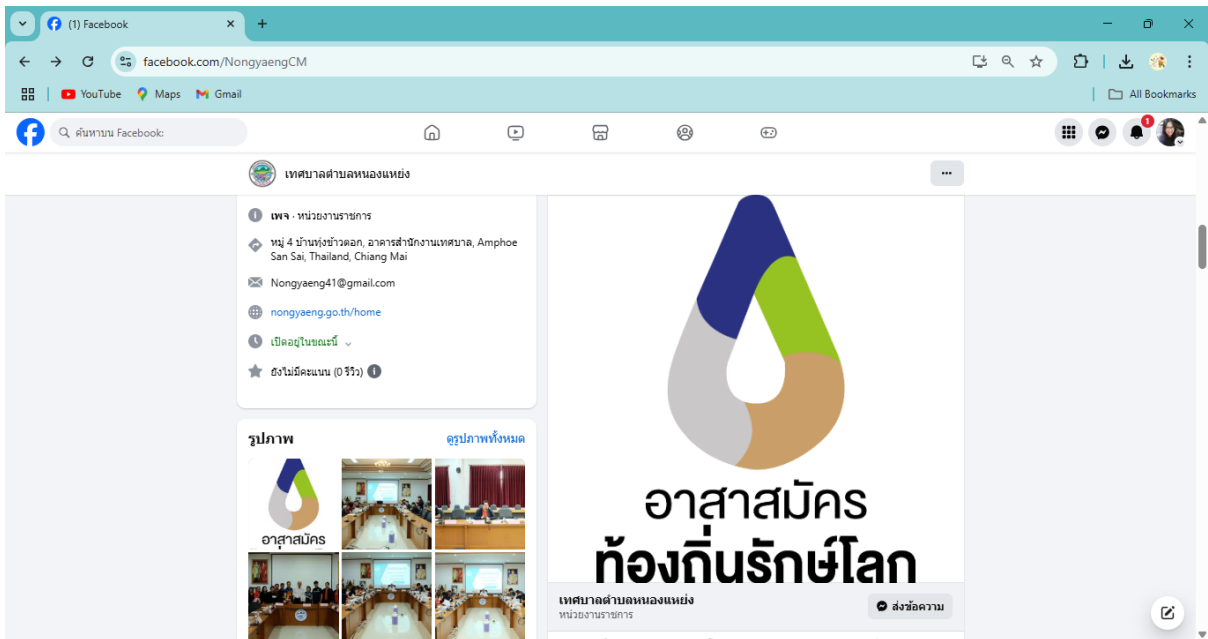 (1) Facebook
facebook.com/NongyaengCM
YouTube
Maps
Gmail
All Bookmarks
ค้นหาบน Facebook:
1
เทศบาลตำบลหนองแหย่ง
เพจ · หน่วยงานราชการ
หมู่ 4 บ้านทุ่งข้าวตอก, อาคารสำนักงานเทศบาล, Amphoe
San Sai, Thailand, Chiang Mai
Nongyaeng41@gmail.com
nongyaeng.go.th/home
เปิดอยู่ในขณะนี้
ยังไม่มีคะแนน (0 รีวิว)
รูปภาพ
ดูรูปภาพทั้งหมด
อาสาสมัคร
อาสาสมัคร
ท้องถิ่นรักษ์โลก
เทศบาลตำบลหนองแหย่ง
หน่วยงานราชการ
ส่งข้อความ